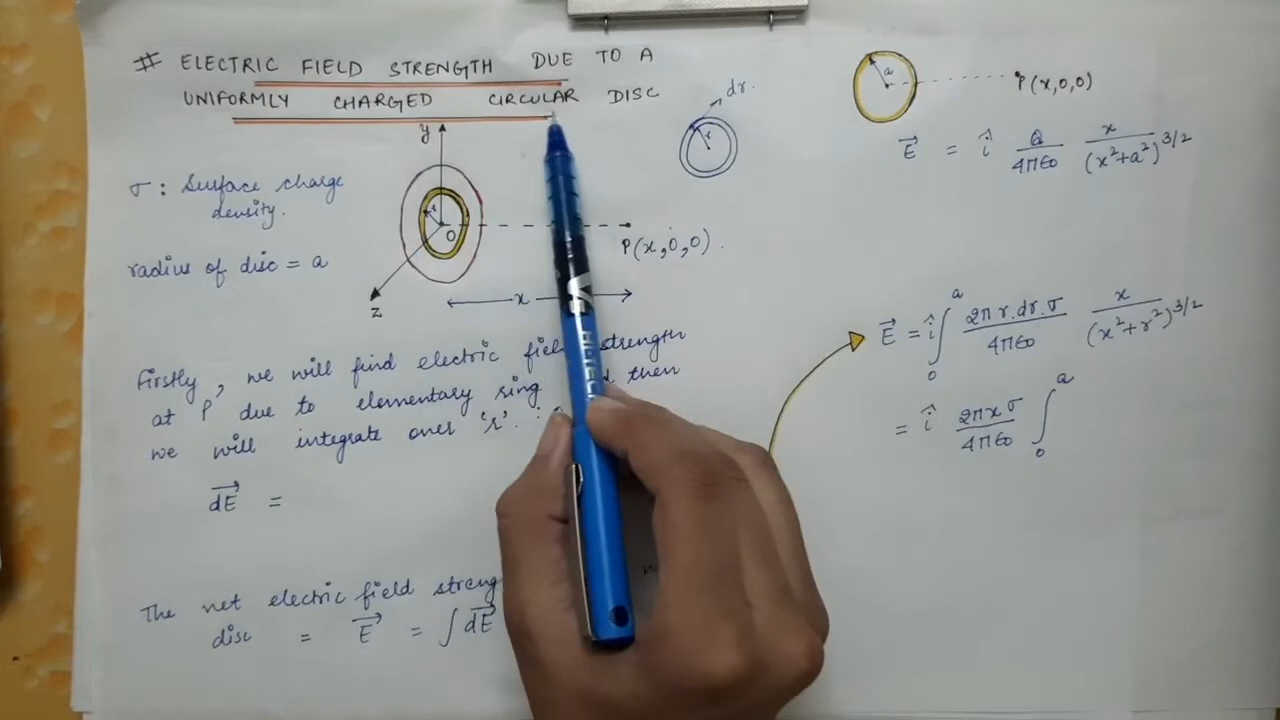 # ELECTRIC FIELD STRENGTH DUE TO A
UNIFORMLY CHARGED CIRCULAR DISC
dr.
r
y
σ : Surface charge
density.
radius of disc = a
r
O
P(x,0,0).
x
z
Firstly, we will find electric field strength
at P due to elementary ring and then
we will integrate over 'r'.
dE⃗ =
The net electric field
disc = E⃗ = ∫ dE⃗
a
P(x,0,0)
E⃗ = î Q/4πε0 x/(x²+a²)^3/2
E⃗ = î ∫₀ᵃ 2πr.dr.σ/4πε0 x/(x²+r²)^3/2
= î 2πxσ/4πε0 ∫₀ᵃ